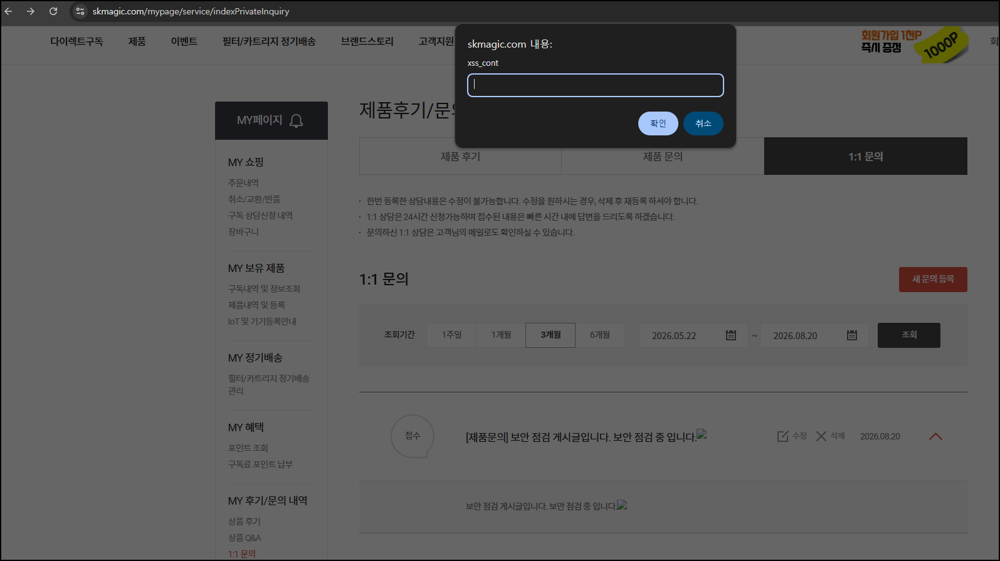 skmagic.com/mypage/service/indexPrivateInquiry
다이렉트구독 제품 이벤트 필터/카트리지 정기배송 브랜드스토리 고객지원
회원가입 1천P
즉시 증정
1000P
회
skmagic.com 내용:
xss_cont
확인 취소
MY페이지
MY 쇼핑
주문내역
취소/교환/반품
구독 상담신청 내역
장바구니
MY 보유 제품
구독내역 및 정보조회
제품내역 및 등록
IoT 및 기기등록안내
MY 정기배송
필터/카트리지 정기배송
관리
MY 혜택
포인트 조회
구독료 포인트 납부
MY 후기/문의 내역
상품 후기
상품 Q&A
1:1 문의
제품후기/문의
제품 후기 제품 문의 1:1 문의
· 한번 등록한 상담내용은 수정이 불가능합니다. 수정을 원하시는 경우, 삭제 후 재등록 하셔야 합니다.
· 1:1 상담은 24시간 신청가능하며 접수된 내용은 빠른 시간 내에 답변을 드리도록 하겠습니다.
· 문의하신 1:1 상담은 고객님의 메일로도 확인하실 수 있습니다.
1:1 문의
새 문의 등록
조회기간 1주일 1개월 3개월 6개월 2026.05.22 ~ 2026.08.20 조회
접수 [제품문의] 보안 점검 게시글입니다. 보안 점검 중 입니다. 수정 삭제 2026.08.20
보안 점검 게시글입니다. 보안 점검 중 입니다.